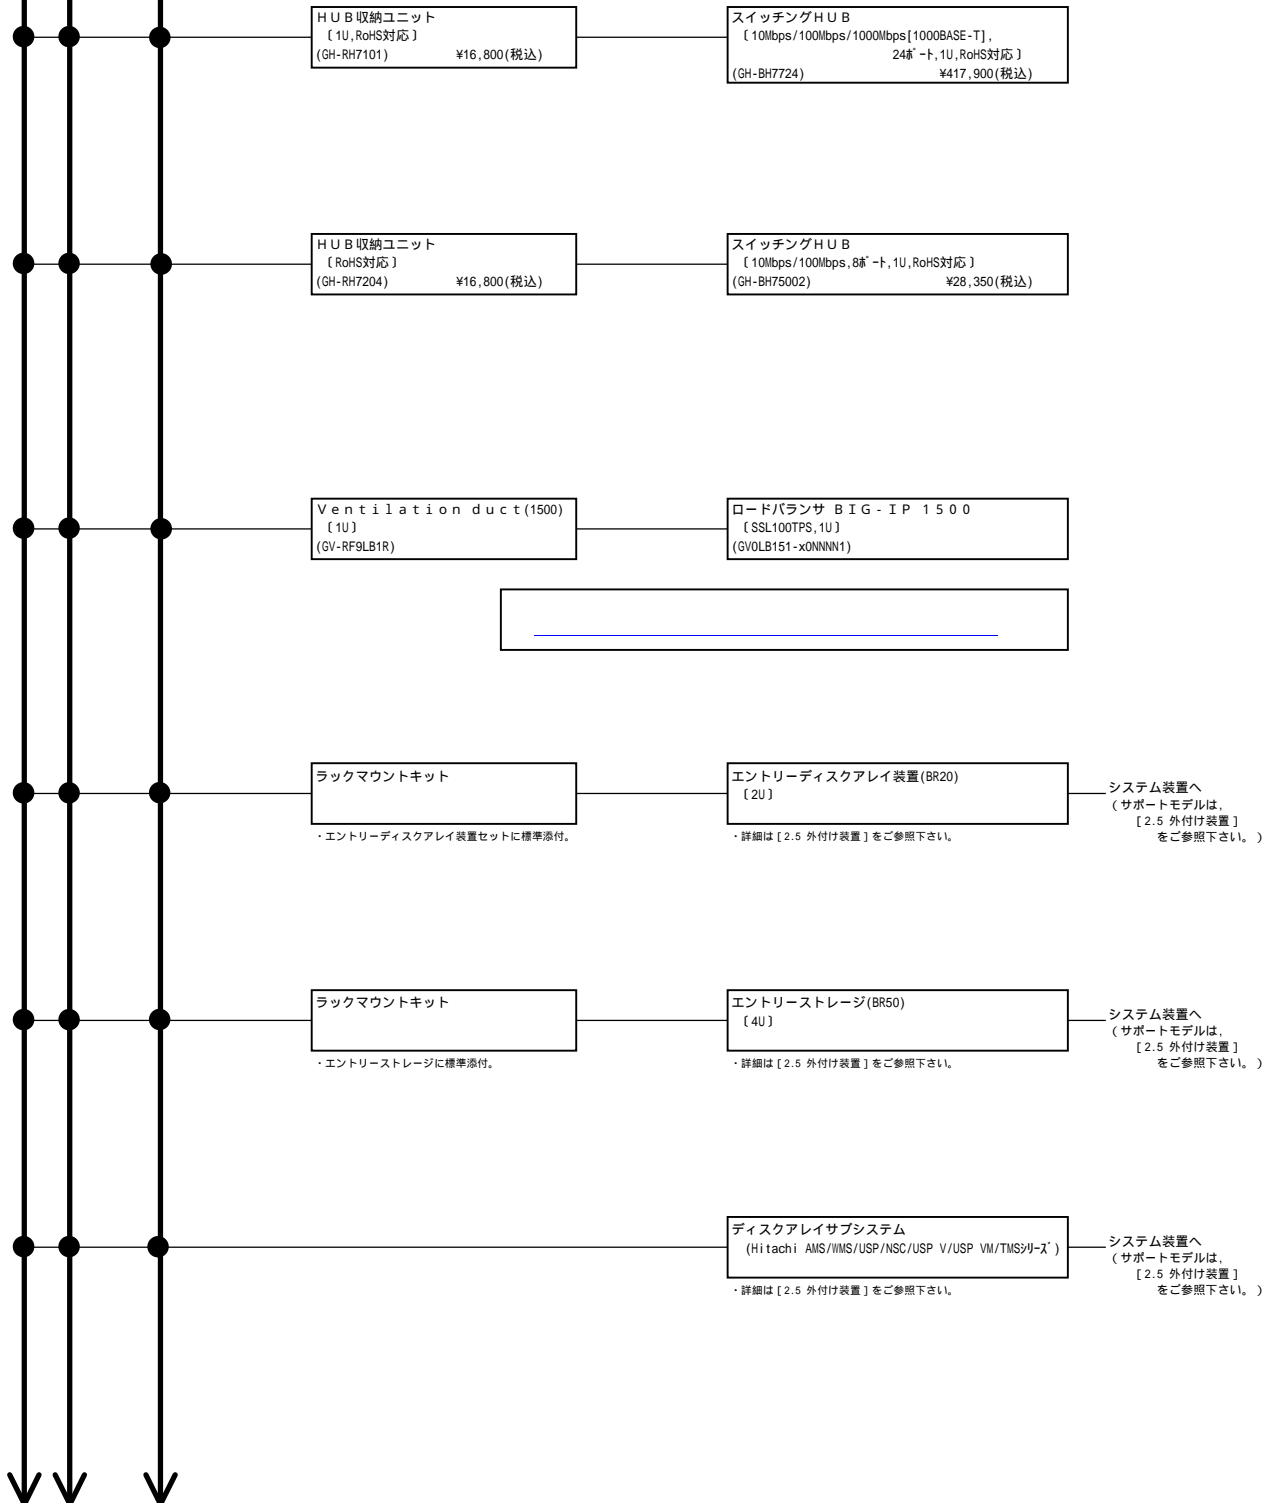 ＨＵＢ収納ユニット
〔1U,RoHS対応〕
(GH-RH7101) ¥16,800(税込)
スイッチングＨＵＢ
〔10Mbps/100Mbps/1000Mbps[1000BASE-T],
24ﾎﾟｰﾄ,1U,RoHS対応〕
(GH-BH7724) ¥417,900(税込)
ＨＵＢ収納ユニット
〔RoHS対応〕
(GH-RH7204) ¥16,800(税込)
スイッチングＨＵＢ
〔10Mbps/100Mbps,8ﾎﾟｰﾄ,1U,RoHS対応〕
(GH-BH75002) ¥28,350(税込)
Ｖｅｎｔｉｌａｔｉｏｎ ｄｕｃｔ(1500)
〔1U〕
(GV-RF9LB1R)
ロードバランサ ＢＩＧ-ＩＰ １５００
〔SSL100TPS,1U〕
(GV0LB151-x0NNNN1)
ラックマウントキット
・エントリーディスクアレイ装置セットに標準添付。
エントリーディスクアレイ装置(BR20)
〔2U〕
・詳細は[2.5 外付け装置]をご参照下さい。
システム装置へ
(サポートモデルは,
[2.5 外付け装置]
をご参照下さい。)
ラックマウントキット
・エントリーストレージに標準添付。
エントリーストレージ(BR50)
〔4U〕
・詳細は[2.5 外付け装置]をご参照下さい。
システム装置へ
(サポートモデルは,
[2.5 外付け装置]
をご参照下さい。)
ディスクアレイサブシステム
(Hitachi AMS/WMS/USP/NSC/USP V/USP VM/TMSｼﾘｰｽﾞ)
・詳細は[2.5 外付け装置]をご参照下さい。
システム装置へ
(サポートモデルは,
[2.5 外付け装置]
をご参照下さい。)